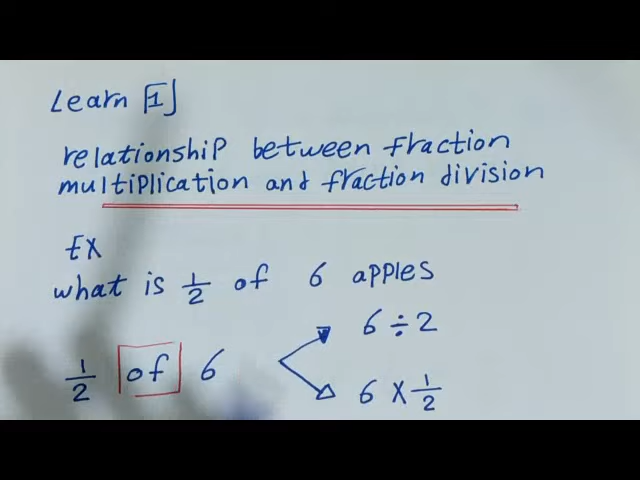 Learn [1]
relationship between fraction
multiplication and fraction division
EX
what is 1/2 of 6 apples
1/2 of 6
6 ÷ 2
6 x 1/2